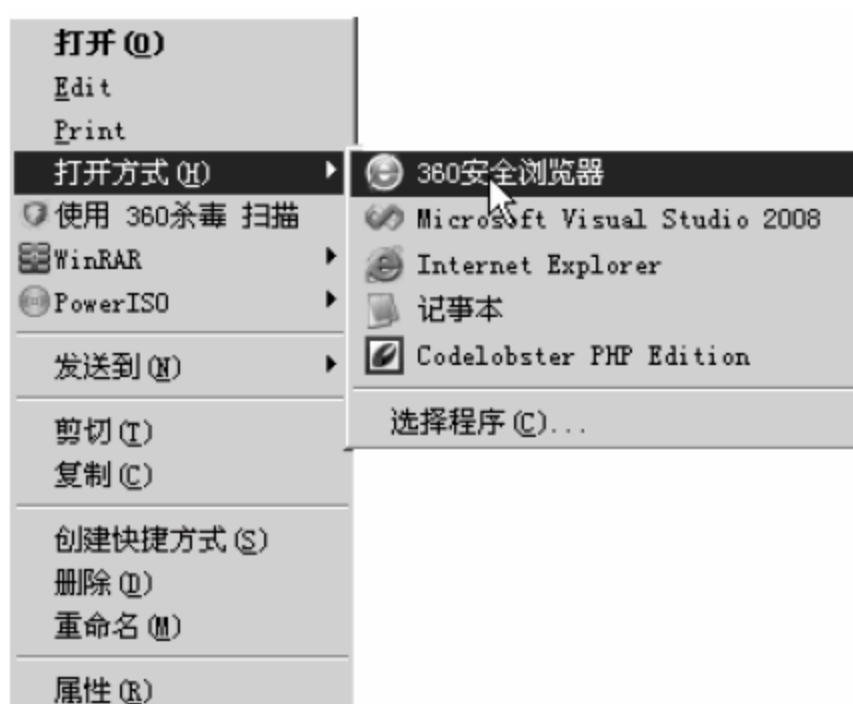 打开(O)
Edit
Print
打开方式(H)
使用 360杀毒 扫描
WinRAR
PowerISO
发送到(N)
剪切(T)
复制(C)
创建快捷方式(S)
删除(D)
重命名(M)
属性(R)
360安全浏览器
Microsoft Visual Studio 2008
Internet Explorer
记事本
Codelobster PHP Edition
选择程序(C)...